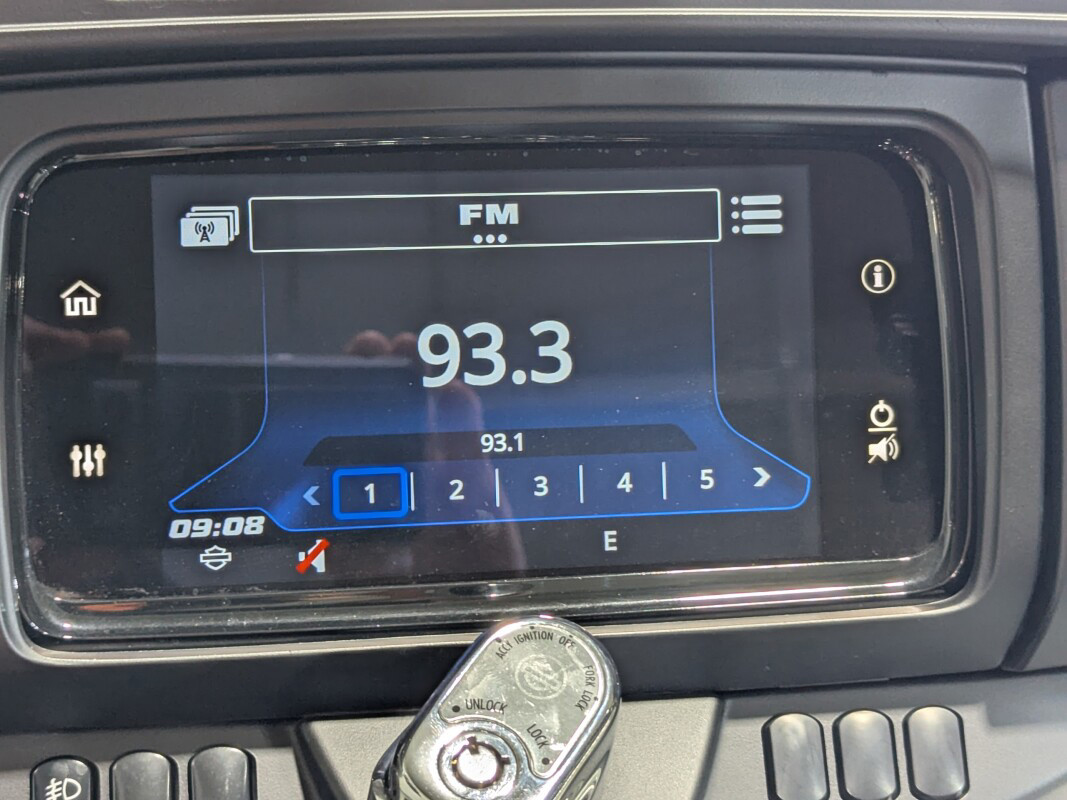 FM
93.3
93.1
1 2 3 4 5
09:08
E
ACC IGNITION OFF
FORK LOCK
UNLOCK
LOCK